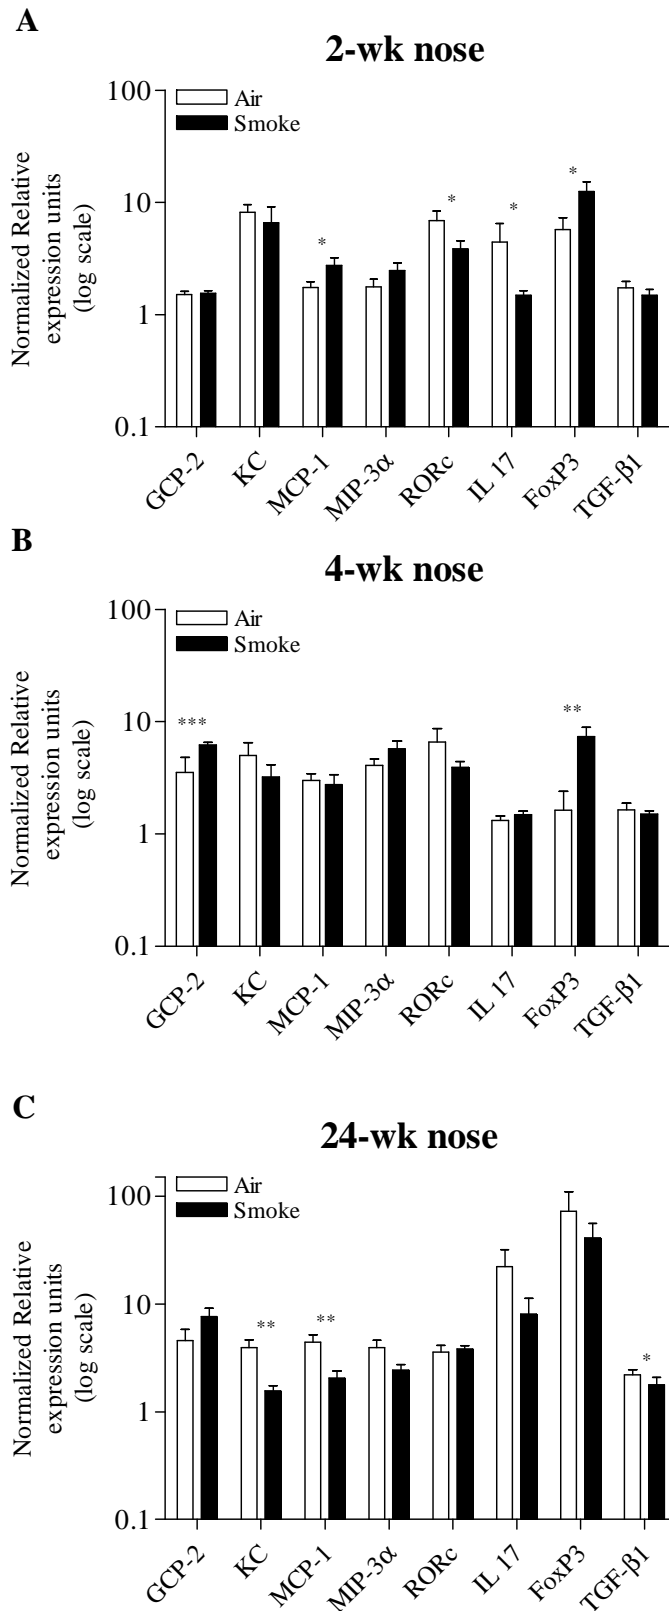 A
2-wk nose
Normalized Relative
expression units
(log scale)
100
10
1
0.1
Air
Smoke
*
*
*
*
GCP-2
KC
MCP-1
MIP-3α
RORc
IL 17
FoxP3
TGF-β1
B
4-wk nose
Normalized Relative
expression units
(log scale)
100
10
1
0.1
Air
Smoke
***
**
GCP-2
KC
MCP-1
MIP-3α
RORc
IL 17
FoxP3
TGF-β1
C
24-wk nose
Normalized Relative
expression units
(log scale)
100
10
1
0.1
Air
Smoke
**
**
*
GCP-2
KC
MCP-1
MIP-3α
RORc
IL 17
FoxP3
TGF-β1